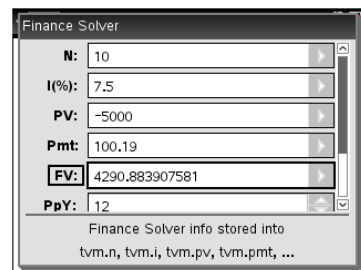 Finance Solver
N: 10
I(%): 7.5
PV: -5000
Pmt: 100.19
FV: 4290.883907581
PpY: 12
Finance Solver info stored into
tvm.n, tvm.i, tvm.pv, tvm.pmt, ...